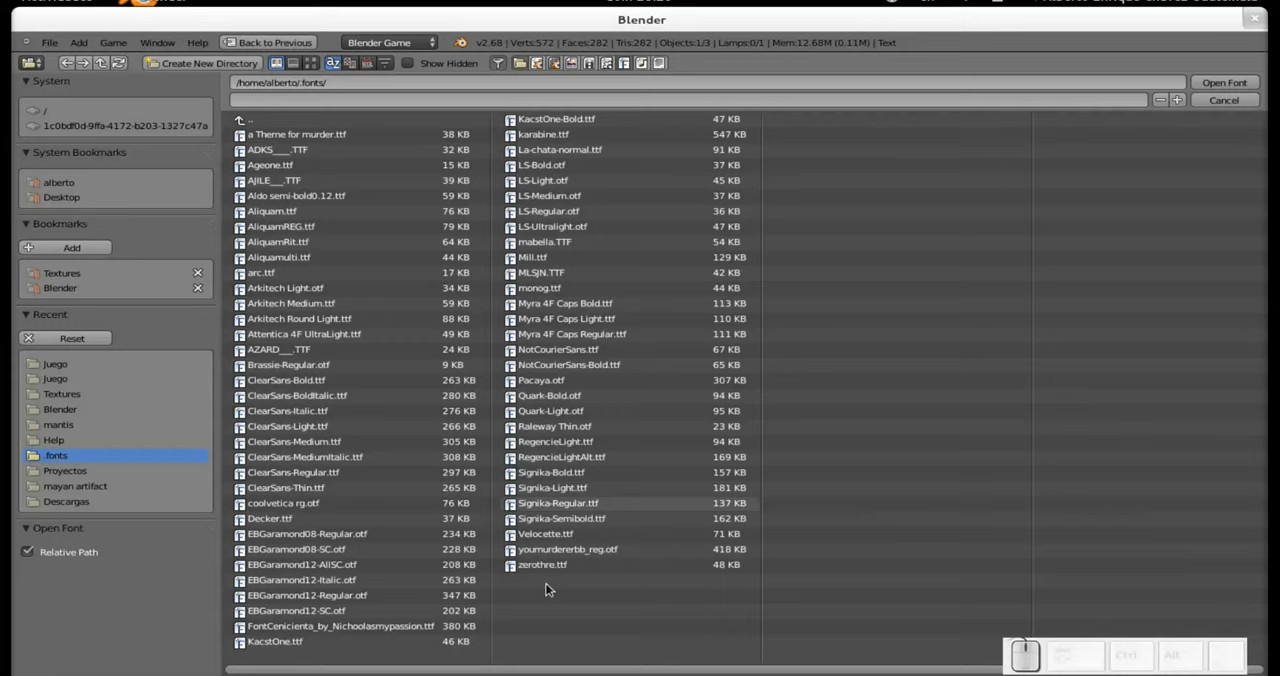 Blender
File Add Game Window Help Back to Previous Blender Game v2.68 | Verts:572 | Faces:282 | Tris:282 | Objects:1/3 | Lamps:0/1 | Mem:12.68M (0.11M) | Text
Create New Directory Show Hidden
System
/
1c0bdf0d-9ffa-4172-b203-1327c47a
System Bookmarks
alberto
Desktop
Bookmarks
Add
Textures
Blender
Recent
Reset
Juego
Juego
Textures
Blender
mantis
Help
.fonts
Proyectos
mayan artifact
Descargas
Open Font
Relative Path
/home/alberto/.fonts/ Open Font
Cancel
..
a Theme for murder.ttf 38 KB
ADKS____.TTF 32 KB
Ageone.ttf 15 KB
AJILE___.TTF 39 KB
Aldo semi-bold0.12.ttf 59 KB
Aliquam.ttf 76 KB
AliquamREG.ttf 79 KB
AliquamRit.ttf 64 KB
Aliquamulti.ttf 44 KB
arc.ttf 17 KB
Arkitech Light.otf 34 KB
Arkitech Medium.ttf 59 KB
Arkitech Round Light.ttf 88 KB
Attentica 4F UltraLight.ttf 49 KB
AZARD___.TTF 24 KB
Brassie-Regular.otf 9 KB
ClearSans-Bold.ttf 263 KB
ClearSans-BoldItalic.ttf 280 KB
ClearSans-Italic.ttf 276 KB
ClearSans-Light.ttf 266 KB
ClearSans-Medium.ttf 305 KB
ClearSans-MediumItalic.ttf 308 KB
ClearSans-Regular.ttf 297 KB
ClearSans-Thin.ttf 265 KB
coolvetica rg.otf 76 KB
Decker.ttf 37 KB
EBGaramond08-Regular.otf 234 KB
EBGaramond08-SC.otf 228 KB
EBGaramond12-AllSC.otf 208 KB
EBGaramond12-Italic.otf 263 KB
EBGaramond12-Regular.otf 347 KB
EBGaramond12-SC.otf 202 KB
FontCenicienta_by_Nichoolasmypassion.ttf 380 KB
KacstOne.ttf 46 KB
KacstOne-Bold.ttf 47 KB
karabine.ttf 547 KB
La-chata-normal.ttf 91 KB
LS-Bold.otf 37 KB
LS-Light.otf 45 KB
LS-Medium.otf 37 KB
LS-Regular.otf 36 KB
LS-Ultralight.otf 47 KB
mabella.TTF 54 KB
Mill.ttf 129 KB
MLSJN.TTF 42 KB
monog.ttf 44 KB
Myra 4F Caps Bold.ttf 113 KB
Myra 4F Caps Light.ttf 110 KB
Myra 4F Caps Regular.ttf 111 KB
NotCourierSans.ttf 67 KB
NotCourierSans-Bold.ttf 65 KB
Pacaya.otf 307 KB
Quark-Bold.otf 94 KB
Quark-Light.otf 95 KB
Raleway Thin.otf 23 KB
RegencieLight.ttf 94 KB
RegencieLightAlt.ttf 169 KB
Signika-Bold.ttf 157 KB
Signika-Light.ttf 181 KB
Signika-Regular.ttf 137 KB
Signika-Semibold.ttf 162 KB
Velocette.ttf 71 KB
youmurdererbb_reg.otf 418 KB
zerothre.ttf 48 KB
Ctrl Alt